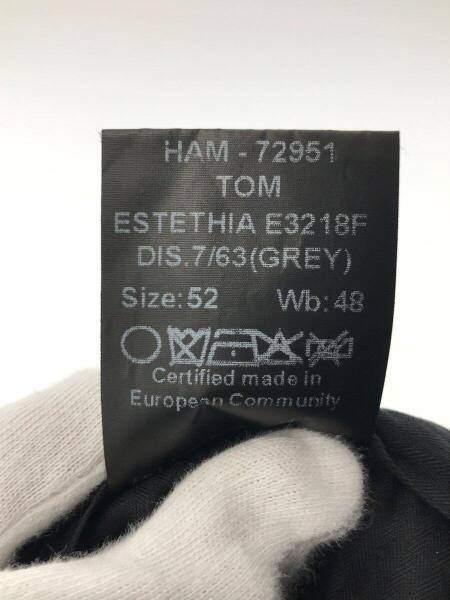 HAM - 72951
TOM
ESTETHIA E3218F
DIS.7/63(GREY)
Size:52 Wb:48
Certified made in
European Community